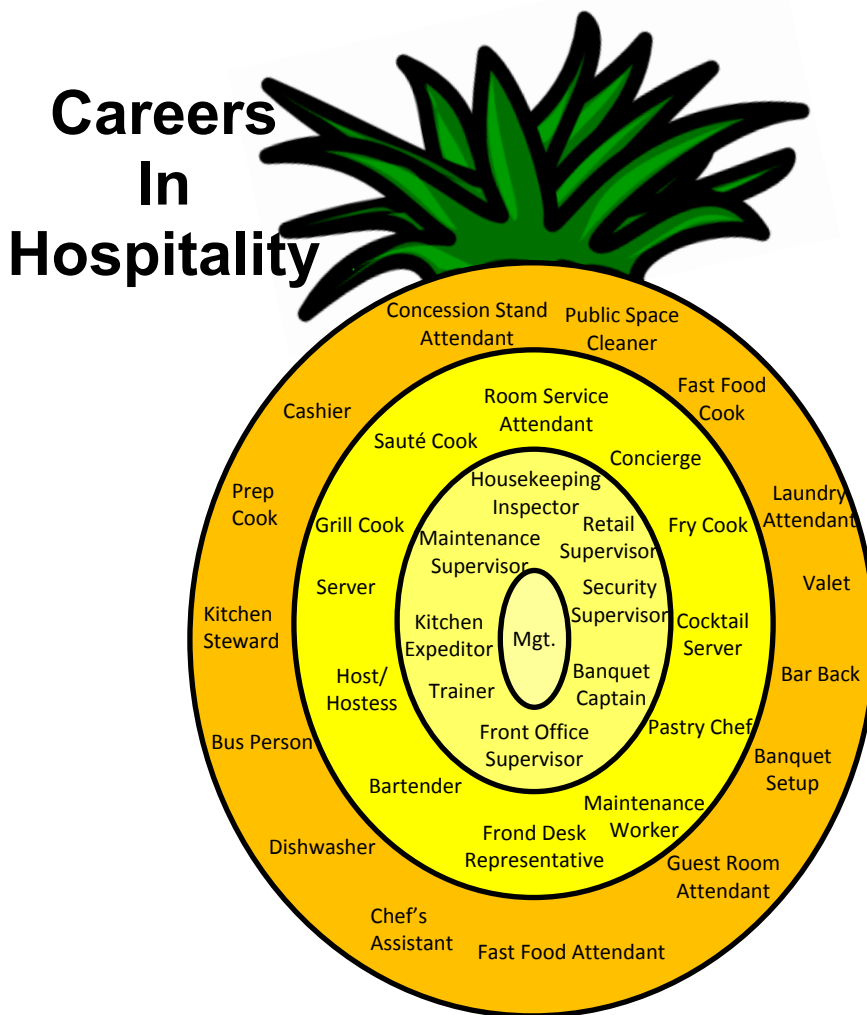 Careers
In
Hospitality
Concession Stand
Attendant
Public Space
Cleaner
Fast Food
Cook
Cashier
Room Service
Attendant
Sauté Cook
Concierge
Housekeeping
Inspector
Prep
Cook
Laundry
Attendant
Grill Cook
Retail
Supervisor
Fry Cook
Maintenance
Supervisor
Server
Security
Supervisor
Valet
Kitchen
Steward
Kitchen
Expeditor
Mgt.
Cocktail
Server
Host/
Hostess
Trainer
Banquet
Captain
Bar Back
Bus Person
Front Office
Supervisor
Pastry Chef
Banquet
Setup
Bartender
Maintenance
Worker
Dishwasher
Frond Desk
Representative
Guest Room
Attendant
Chef’s
Assistant
Fast Food Attendant